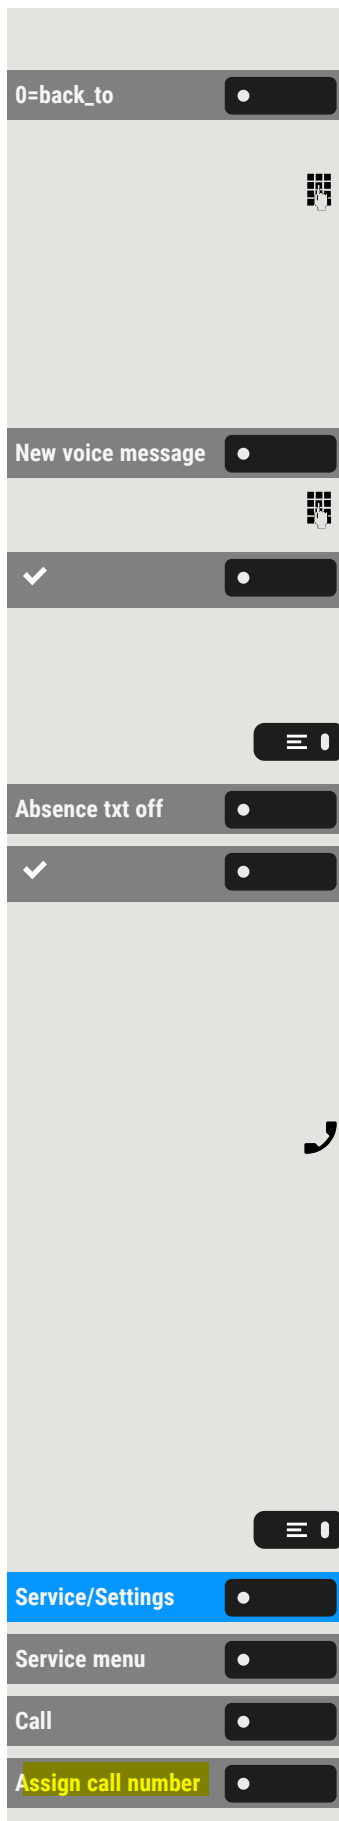 0=back_to
New voice message
Absence txt off
Service/Settings
Service menu
Call
Assign call number